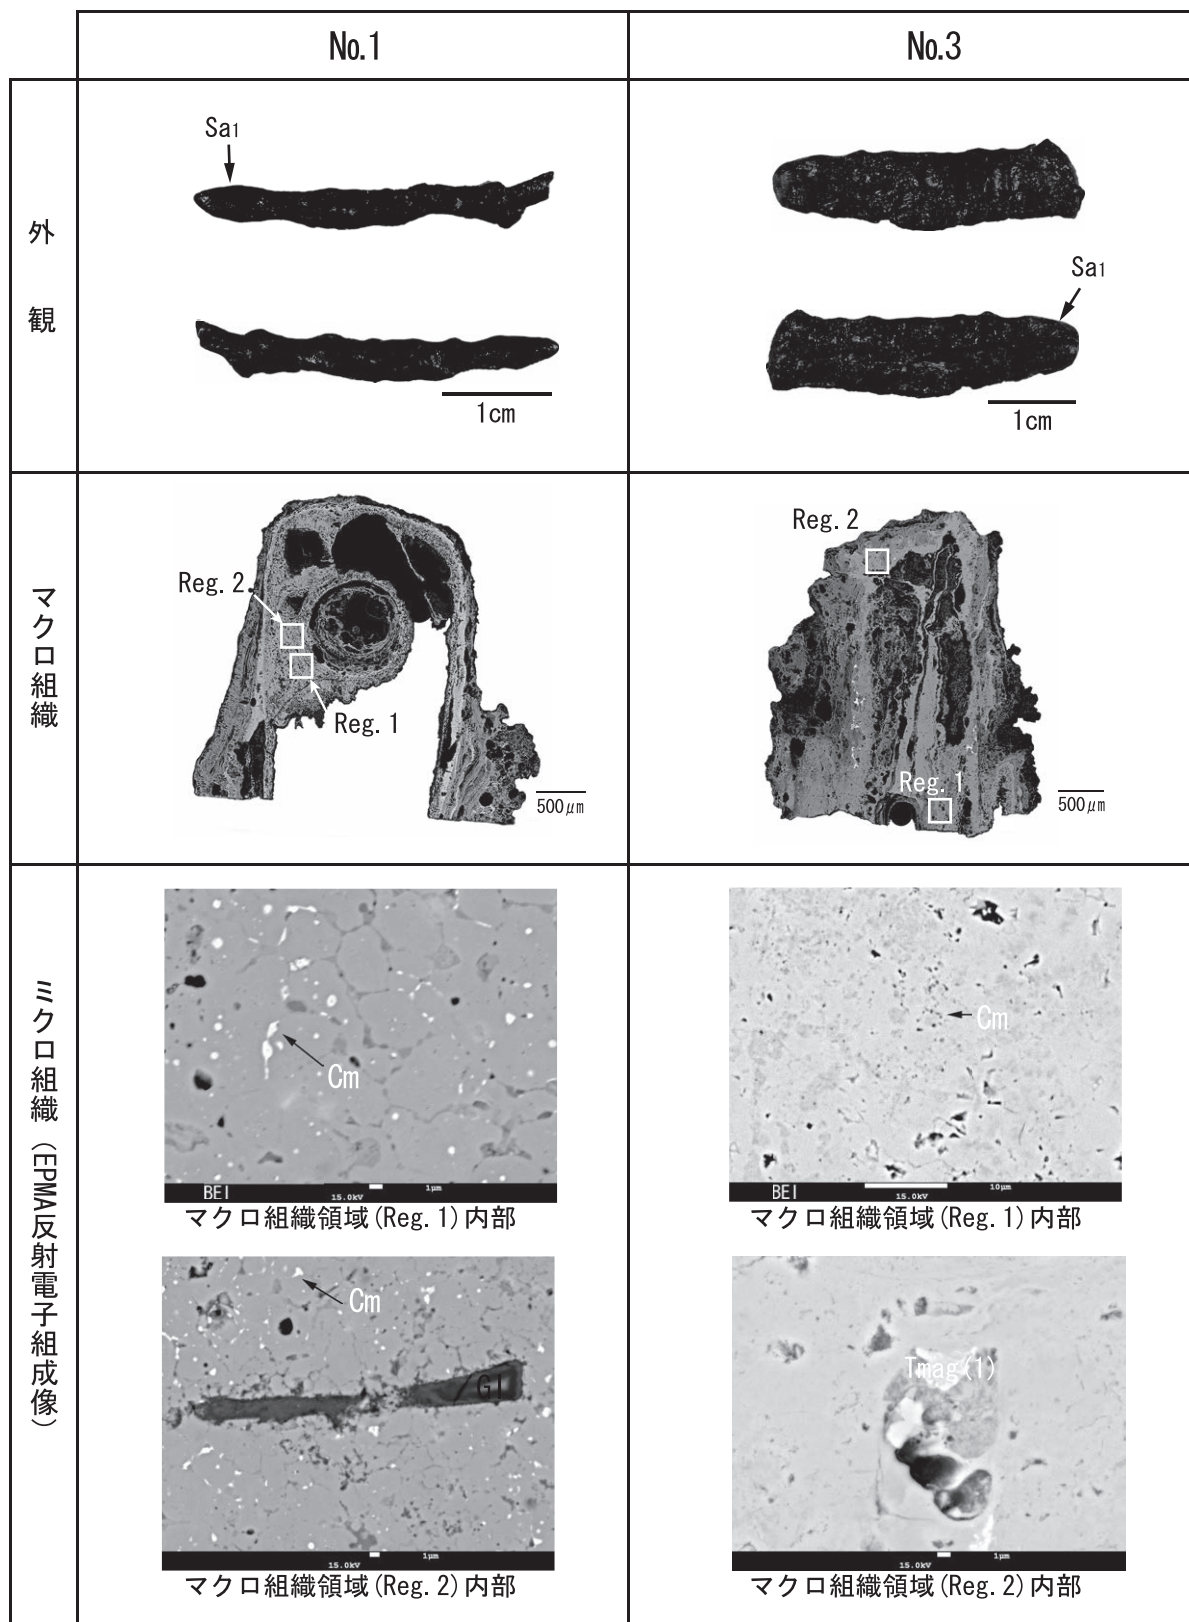 No.1
No.3
外観
Sa1
1cm
Sa1
1cm
マクロ組織
Reg. 2
Reg. 1
500μm
Reg. 2
Reg. 1
500μm
ミクロ組織（EPMA反射電子組成像）
Cm
BEI 15.0kV 1μm
マクロ組織領域(Reg. 1)内部
Cm
BEI 15.0kV 10μm
マクロ組織領域(Reg. 1)内部
Cm
Gl
15.0kV 1μm
マクロ組織領域(Reg. 2)内部
Tmag(1)
15.0kV 1μm
マクロ組織領域(Reg. 2)内部